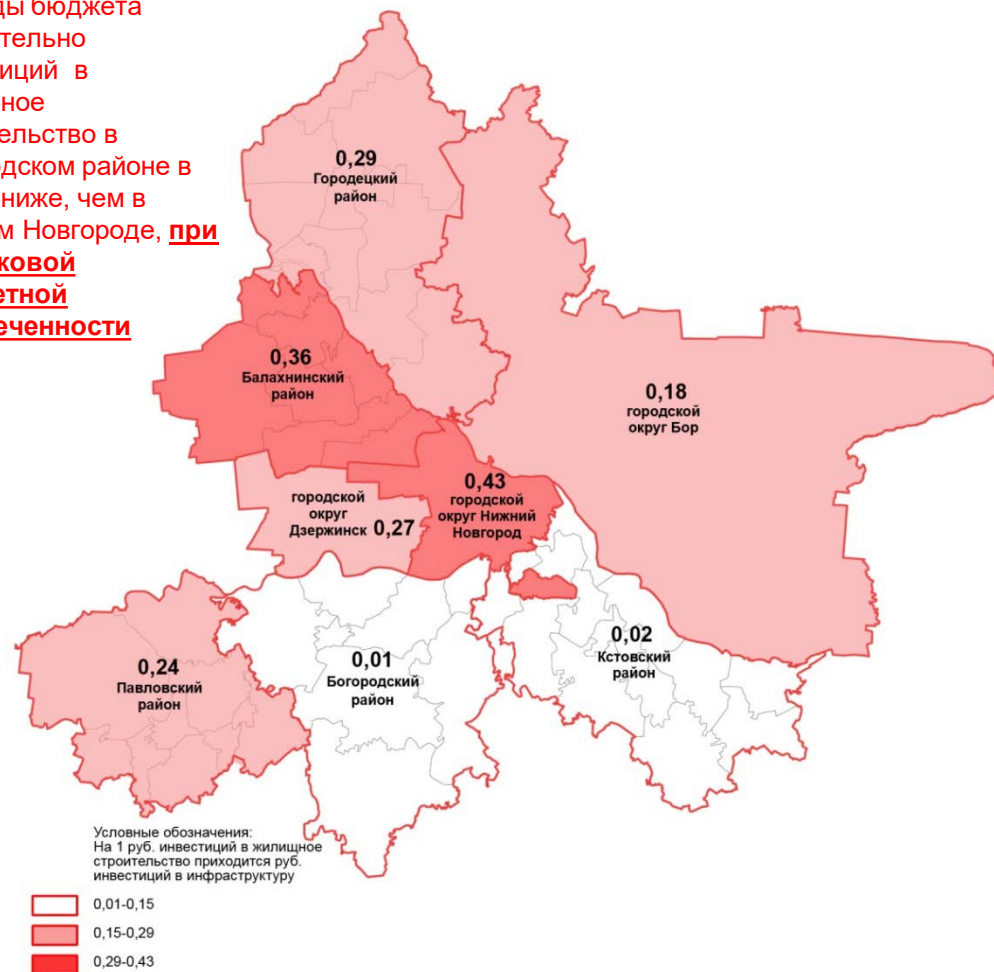 ды бюджета
тельно
иций в
ное
ельство в
дском районе в
ниже, чем в
м Новгороде, при
ковой
етной
еченности
0,29
Городецкий
район
0,36
Балахнинский
район
0,18
городской
округ Бор
0,43
городской
округ Нижний
Новгород
городской
округ
Дзержинск 0,27
0,24
Павловский
район
0,01
Богородский
район
0,02
Кстовский
район
Условные обозначения:
На 1 руб. инвестиций в жилищное
строительство приходится руб.
инвестиций в инфраструктуру
0,01-0,15
0,15-0,29
0,29-0,43